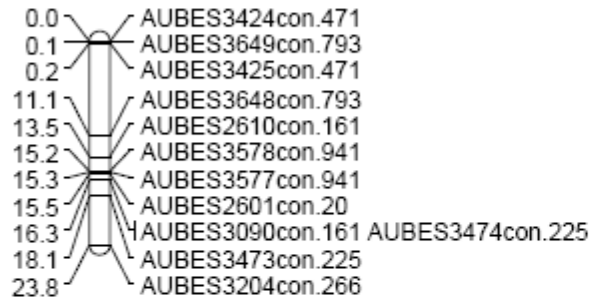 0.0 AUBES3424con.471
0.1 AUBES3649con.793
0.2 AUBES3425con.471
11.1 AUBES3648con.793
13.5 AUBES2610con.161
15.2 AUBES3578con.941
15.3 AUBES3577con.941
15.5 AUBES2601con.20
16.3 AUBES3090con.161 AUBES3474con.225
18.1 AUBES3473con.225
23.8 AUBES3204con.266